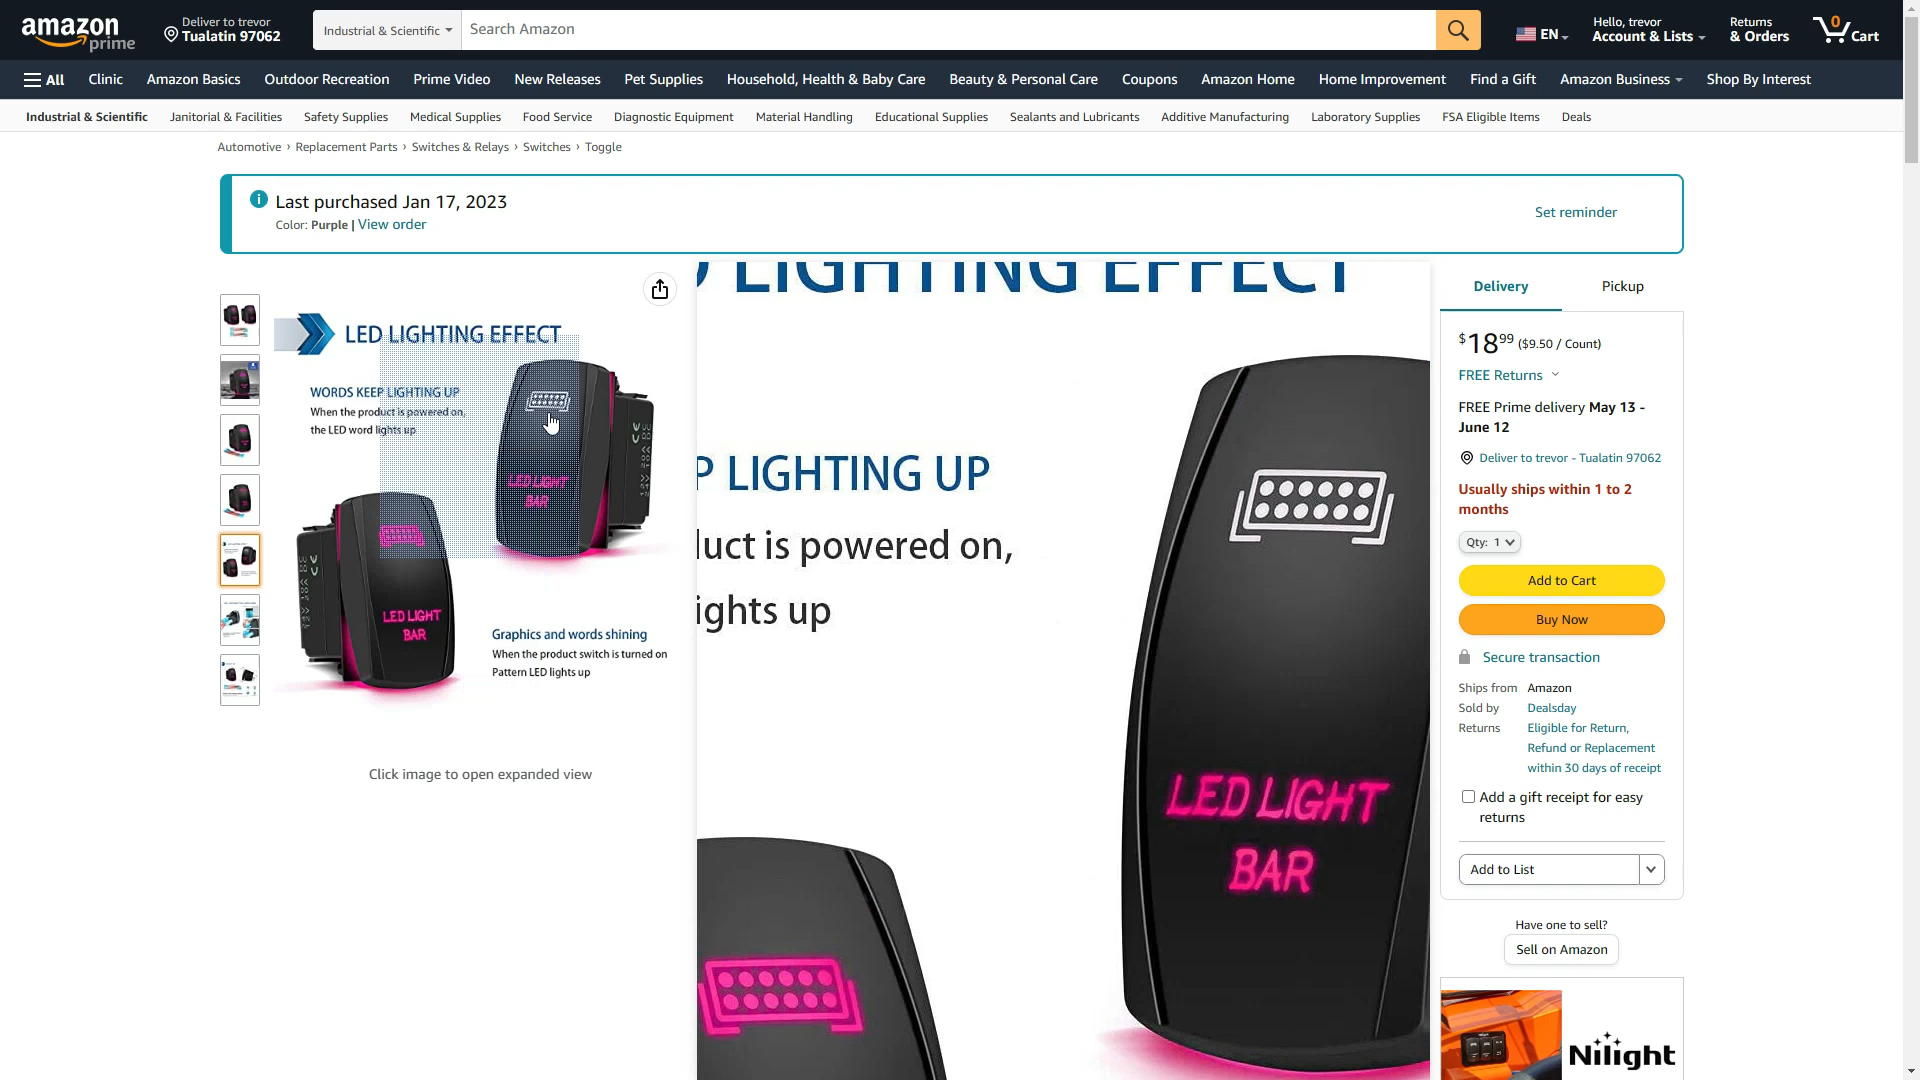 amazon prime
Deliver to trevor
Tualatin 97062
Industrial & Scientific
Search Amazon
EN
Hello, trevor
Account & Lists
Returns
& Orders
0
Cart
All
Clinic
Amazon Basics
Outdoor Recreation
Prime Video
New Releases
Pet Supplies
Household, Health & Baby Care
Beauty & Personal Care
Coupons
Amazon Home
Home Improvement
Find a Gift
Amazon Business
Shop By Interest
Industrial & Scientific
Janitorial & Facilities
Safety Supplies
Medical Supplies
Food Service
Diagnostic Equipment
Material Handling
Educational Supplies
Sealants and Lubricants
Additive Manufacturing
Laboratory Supplies
FSA Eligible Items
Deals
Automotive › Replacement Parts › Switches & Relays › Switches › Toggle
Last purchased Jan 17, 2023
Color: Purple | View order
Set reminder
LED LIGHTING EFFECT
WORDS KEEP LIGHTING UP
When the product is powered on,
the LED word lights up
LED LIGHT
BAR
LED LIGHT
BAR
Graphics and words shining
When the product switch is turned on
Pattern LED lights up
Click image to open expanded view
LIGHTING EFFECT
P LIGHTING UP
duct is powered on,
lights up
LED LIGHT
BAR
Delivery
Pickup
$18.99 ($9.50 / Count)
FREE Returns
FREE Prime delivery May 13 -
June 12
Deliver to trevor - Tualatin 97062
Usually ships within 1 to 2
months
Qty: 1
Add to Cart
Buy Now
Secure transaction
Ships from Amazon
Sold by Dealsday
Returns Eligible for Return,
Refund or Replacement
within 30 days of receipt
Add a gift receipt for easy
returns
Add to List
Have one to sell?
Sell on Amazon
Nilight